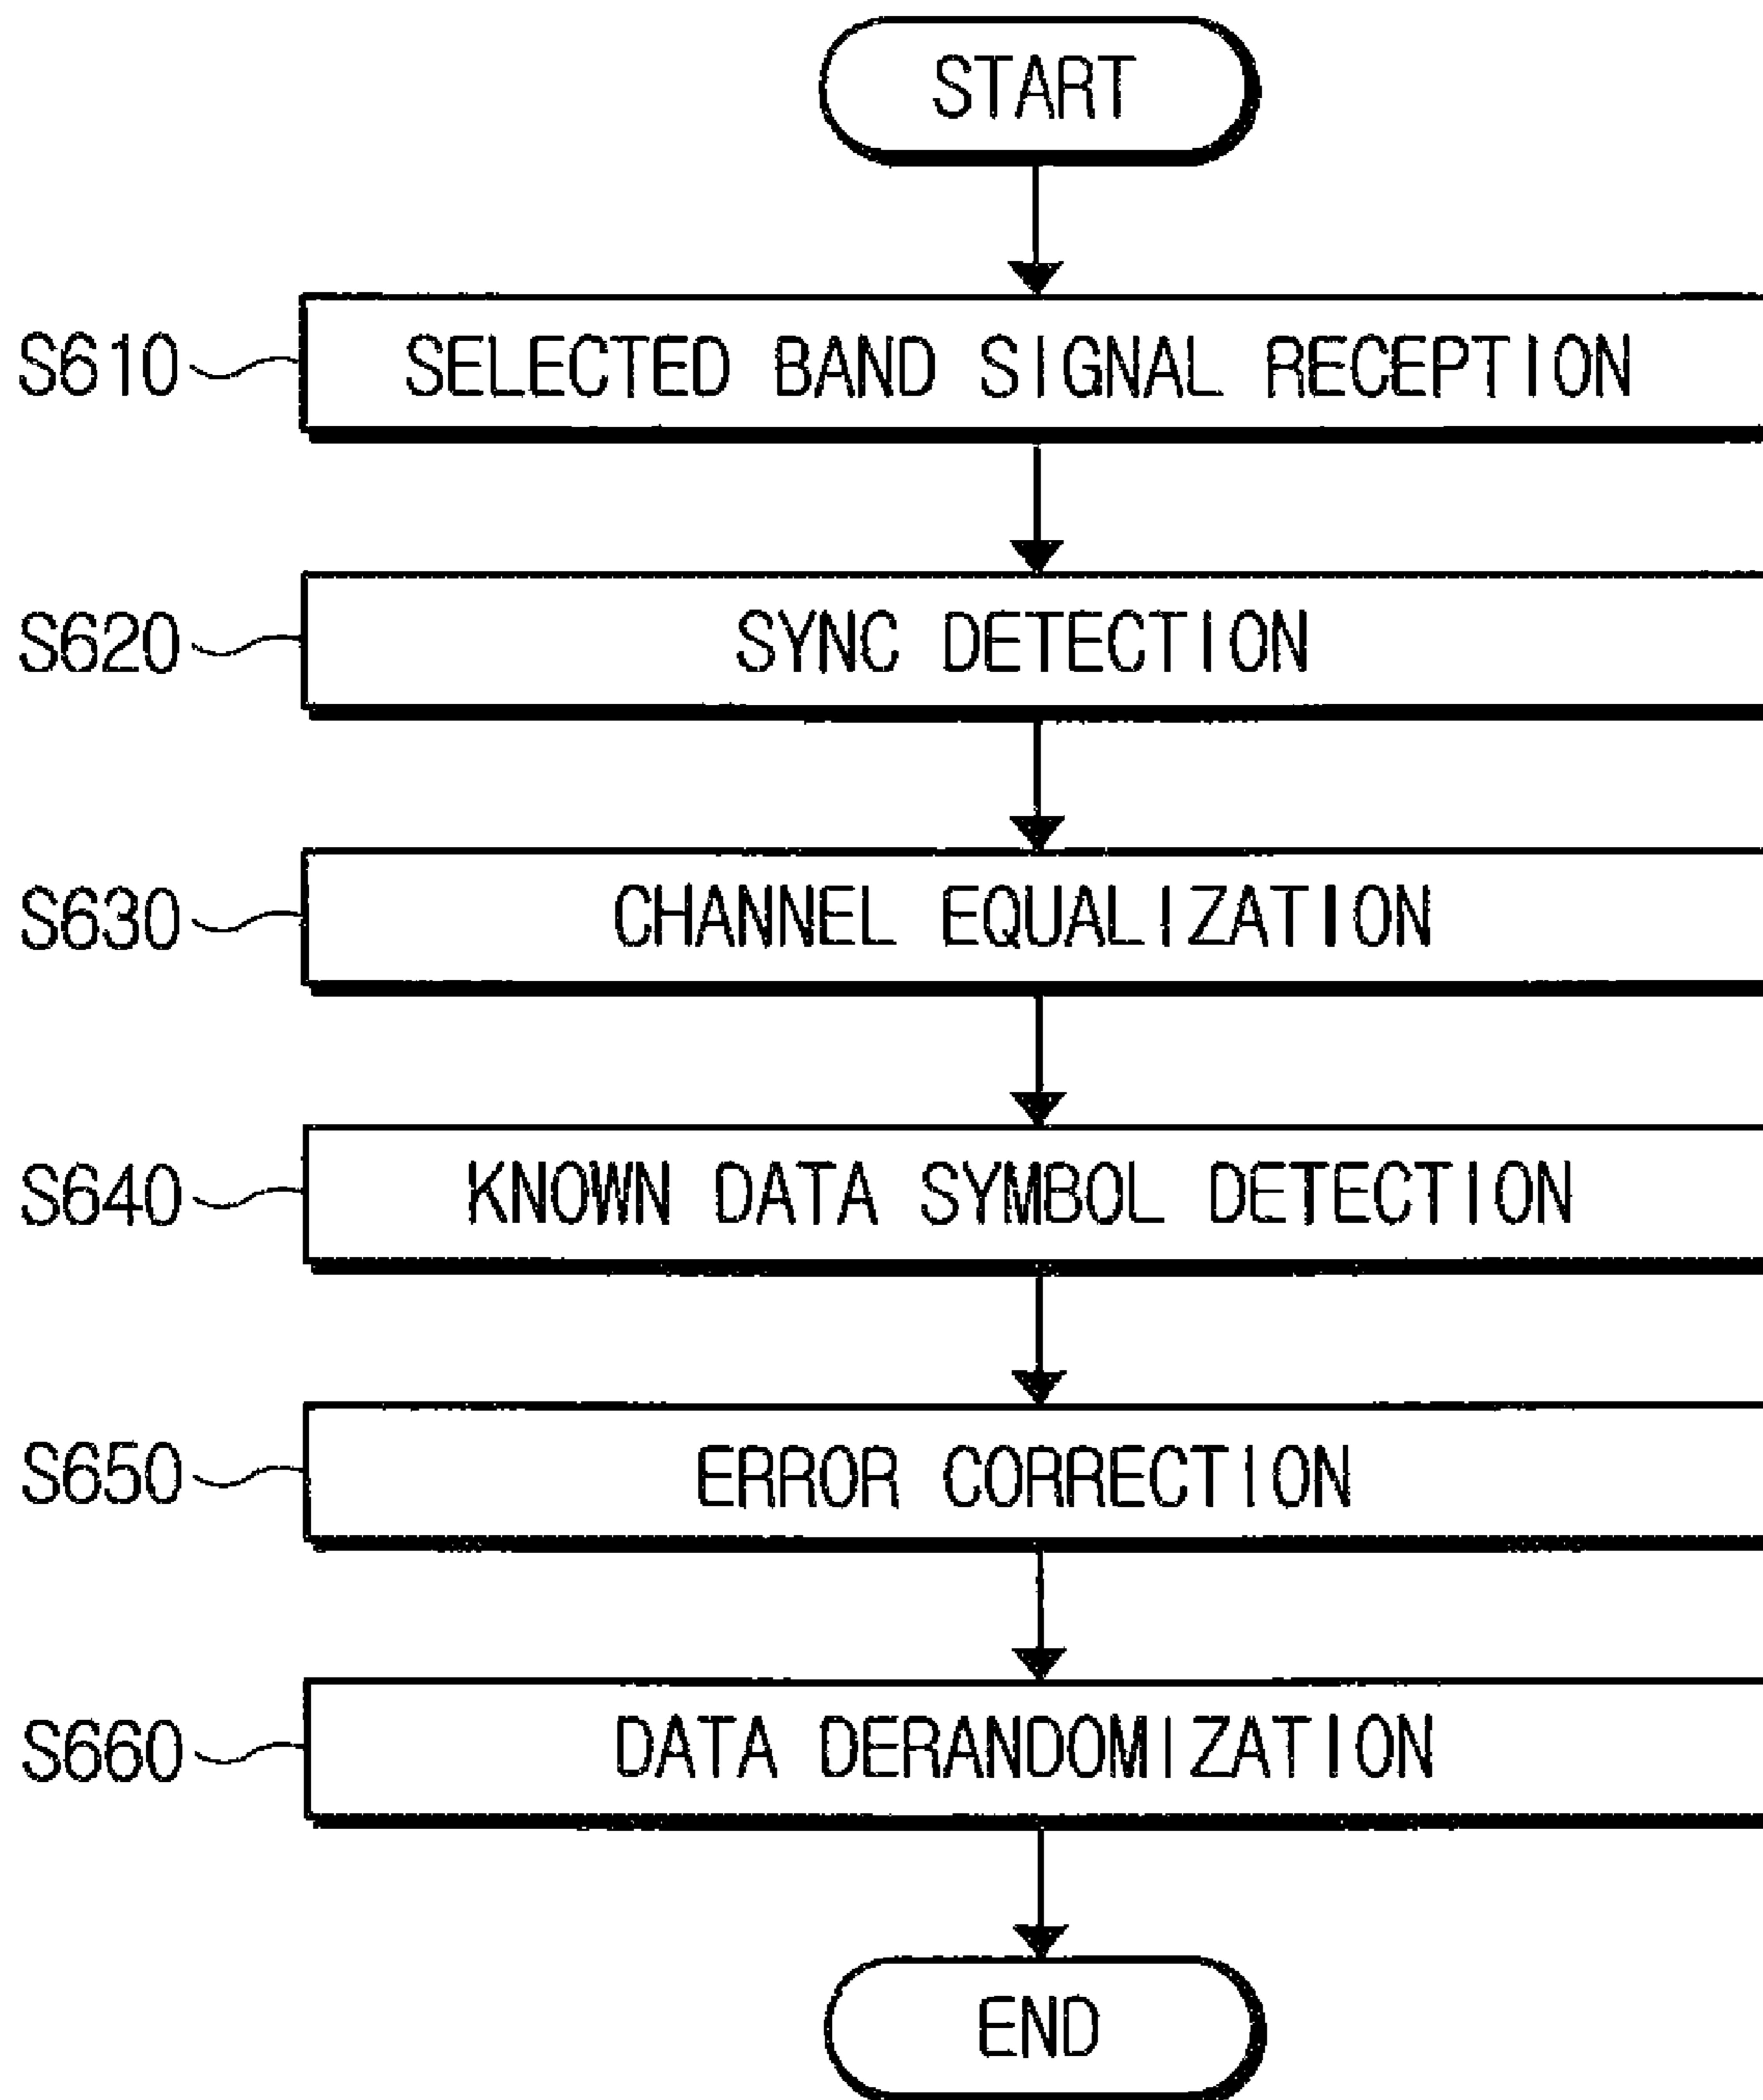 START
S610 SELECTED BAND SIGNAL RECEPTION
S620 SYNC DETECTION
S630 CHANNEL EQUALIZATION
S640 KNOWN DATA SYMBOL DETECTION
S650 ERROR CORRECTION
S660 DATA DERANDOMIZATION
END